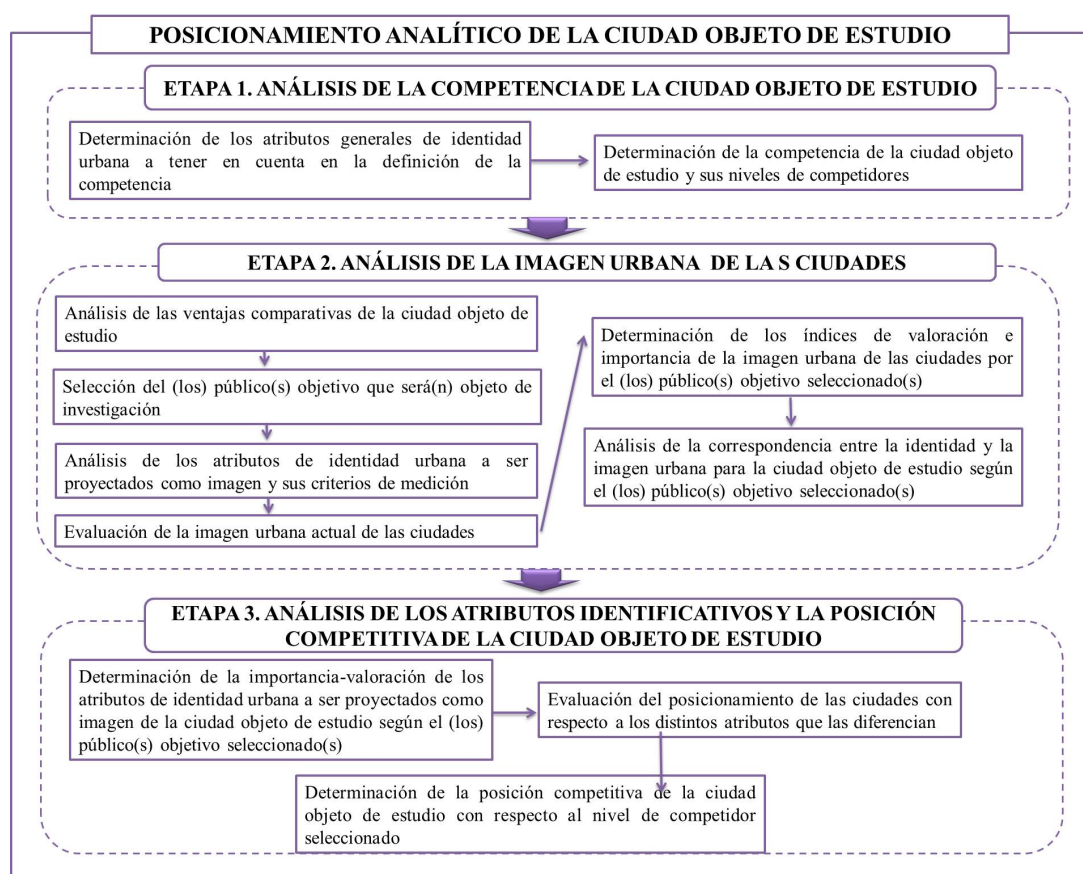 POSICIONAMIENTO ANALÍTICO DE LA CIUDAD OBJETO DE ESTUDIO
ETAPA 1. ANÁLISIS DE LA COMPETENCIA DE LA CIUDAD OBJETO DE ESTUDIO
Determinación de los atributos generales de identidad
urbana a tener en cuenta en la definición de la
competencia
Determinación de la competencia de la ciudad objeto
de estudio y sus niveles de competidores
ETAPA 2. ANÁLISIS DE LA IMAGEN URBANA DE LA S CIUDADES
Análisis de las ventajas comparativas de la ciudad objeto de
estudio
Selección del (los) público(s) objetivo que será(n) objeto de
investigación
Análisis de los atributos de identidad urbana a ser
proyectados como imagen y sus criterios de medición
Evaluación de la imagen urbana actual de las ciudades
Determinación de los índices de valoración e
importancia de la imagen urbana de las ciudades por
el (los) público(s) objetivo seleccionado(s)
Análisis de la correspondencia entre la identidad y la
imagen urbana para la ciudad objeto de estudio según
el (los) público(s) objetivo seleccionado(s)
ETAPA 3. ANÁLISIS DE LOS ATRIBUTOS IDENTIFICATIVOS Y LA POSICIÓN
COMPETITIVA DE LA CIUDAD OBJETO DE ESTUDIO
Determinación de la importancia-valoración de los
atributos de identidad urbana a ser proyectados como
imagen de la ciudad objeto de estudio según el (los)
público(s) objetivo seleccionado(s)
Evaluación del posicionamiento de las ciudades con
respecto a los distintos atributos que las diferencian
Determinación de la posición competitiva de la ciudad
objeto de estudio con respecto al nivel de competidor
seleccionado